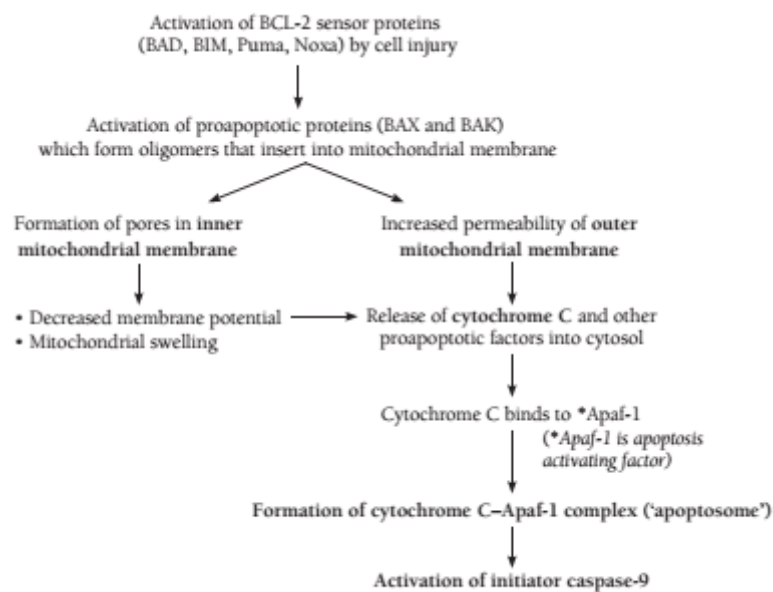 Activation of BCL-2 sensor proteins
(BAD, BIM, Puma, Noxa) by cell injury
Activation of proapoptotic proteins (BAX and BAK)
which form oligomers that insert into mitochondrial membrane
Formation of pores in inner
mitochondrial membrane
Increased permeability of outer
mitochondrial membrane
• Decreased membrane potential
• Mitochondrial swelling
Release of cytochrome C and other
proapoptotic factors into cytosol
Cytochrome C binds to *Apaf-1
(*Apaf-1 is apoptosis
activating factor)
Formation of cytochrome C–Apaf-1 complex (‘apoptosome’)
Activation of initiator caspase-9